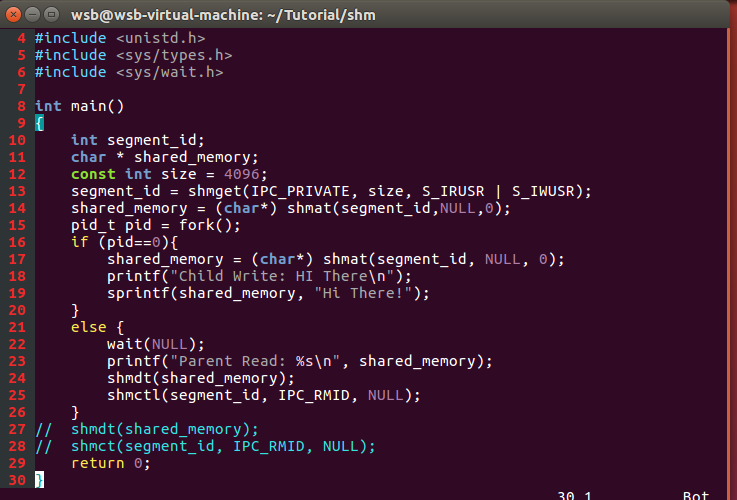 wsb@wsb-virtual-machine: ~/Tutorial/shm
4 #include <unistd.h>
5 #include <sys/types.h>
6 #include <sys/wait.h>
7
8 int main()
9 {
10     int segment_id;
11     char * shared_memory;
12     const int size = 4096;
13     segment_id = shmget(IPC_PRIVATE, size, S_IRUSR | S_IWUSR);
14     shared_memory = (char*) shmat(segment_id,NULL,0);
15     pid_t pid = fork();
16     if (pid==0){
17         shared_memory = (char*) shmat(segment_id, NULL, 0);
18         printf("Child Write: HI There\n");
19         sprintf(shared_memory, "Hi There!");
20     }
21     else {
22         wait(NULL);
23         printf("Parent Read: %s\n", shared_memory);
24         shmdt(shared_memory);
25         shmctl(segment_id, IPC_RMID, NULL);
26     }
27 //  shmdt(shared_memory);
28 //  shmct(segment_id, IPC_RMID, NULL);
29     return 0;
30 }
30,1 Bot